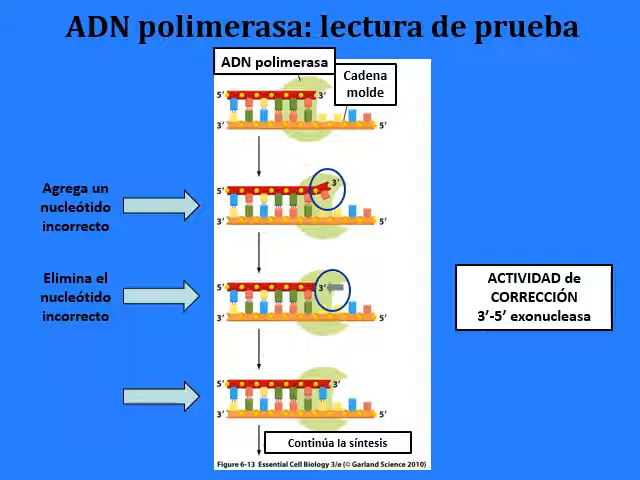 ADN polimerasa: lectura de prueba
ADN polimerasa
Cadena
molde
5’
3’
3’
5’
Agrega un
nucleótido
incorrecto
5’
3’
3’
5’
Elimina el
nucleótido
incorrecto
5’
3’
3’
5’
ACTIVIDAD de
CORRECCIÓN
3’-5’ exonucleasa
5’
3’
3’
5’
Continúa la síntesis
Figure 6-13 Essential Cell Biology 3/e (© Garland Science 2010)